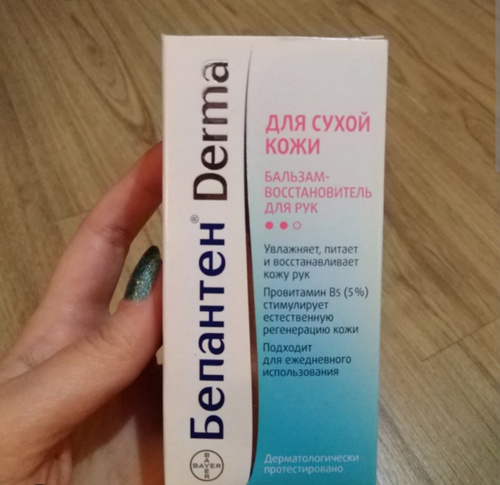 Бепантен® Derma
ДЛЯ СУХОЙ
КОЖИ
БАЛЬЗАМ-
ВОССТАНОВИТЕЛЬ
ДЛЯ РУК
Увлажняет, питает
и восстанавливает
кожу рук
Провитамин B5 (5%)
стимулирует
естественную
регенерацию кожи
Подходит
для ежедневного
использования
Дерматологически
протестировано
BAYER
BAYER